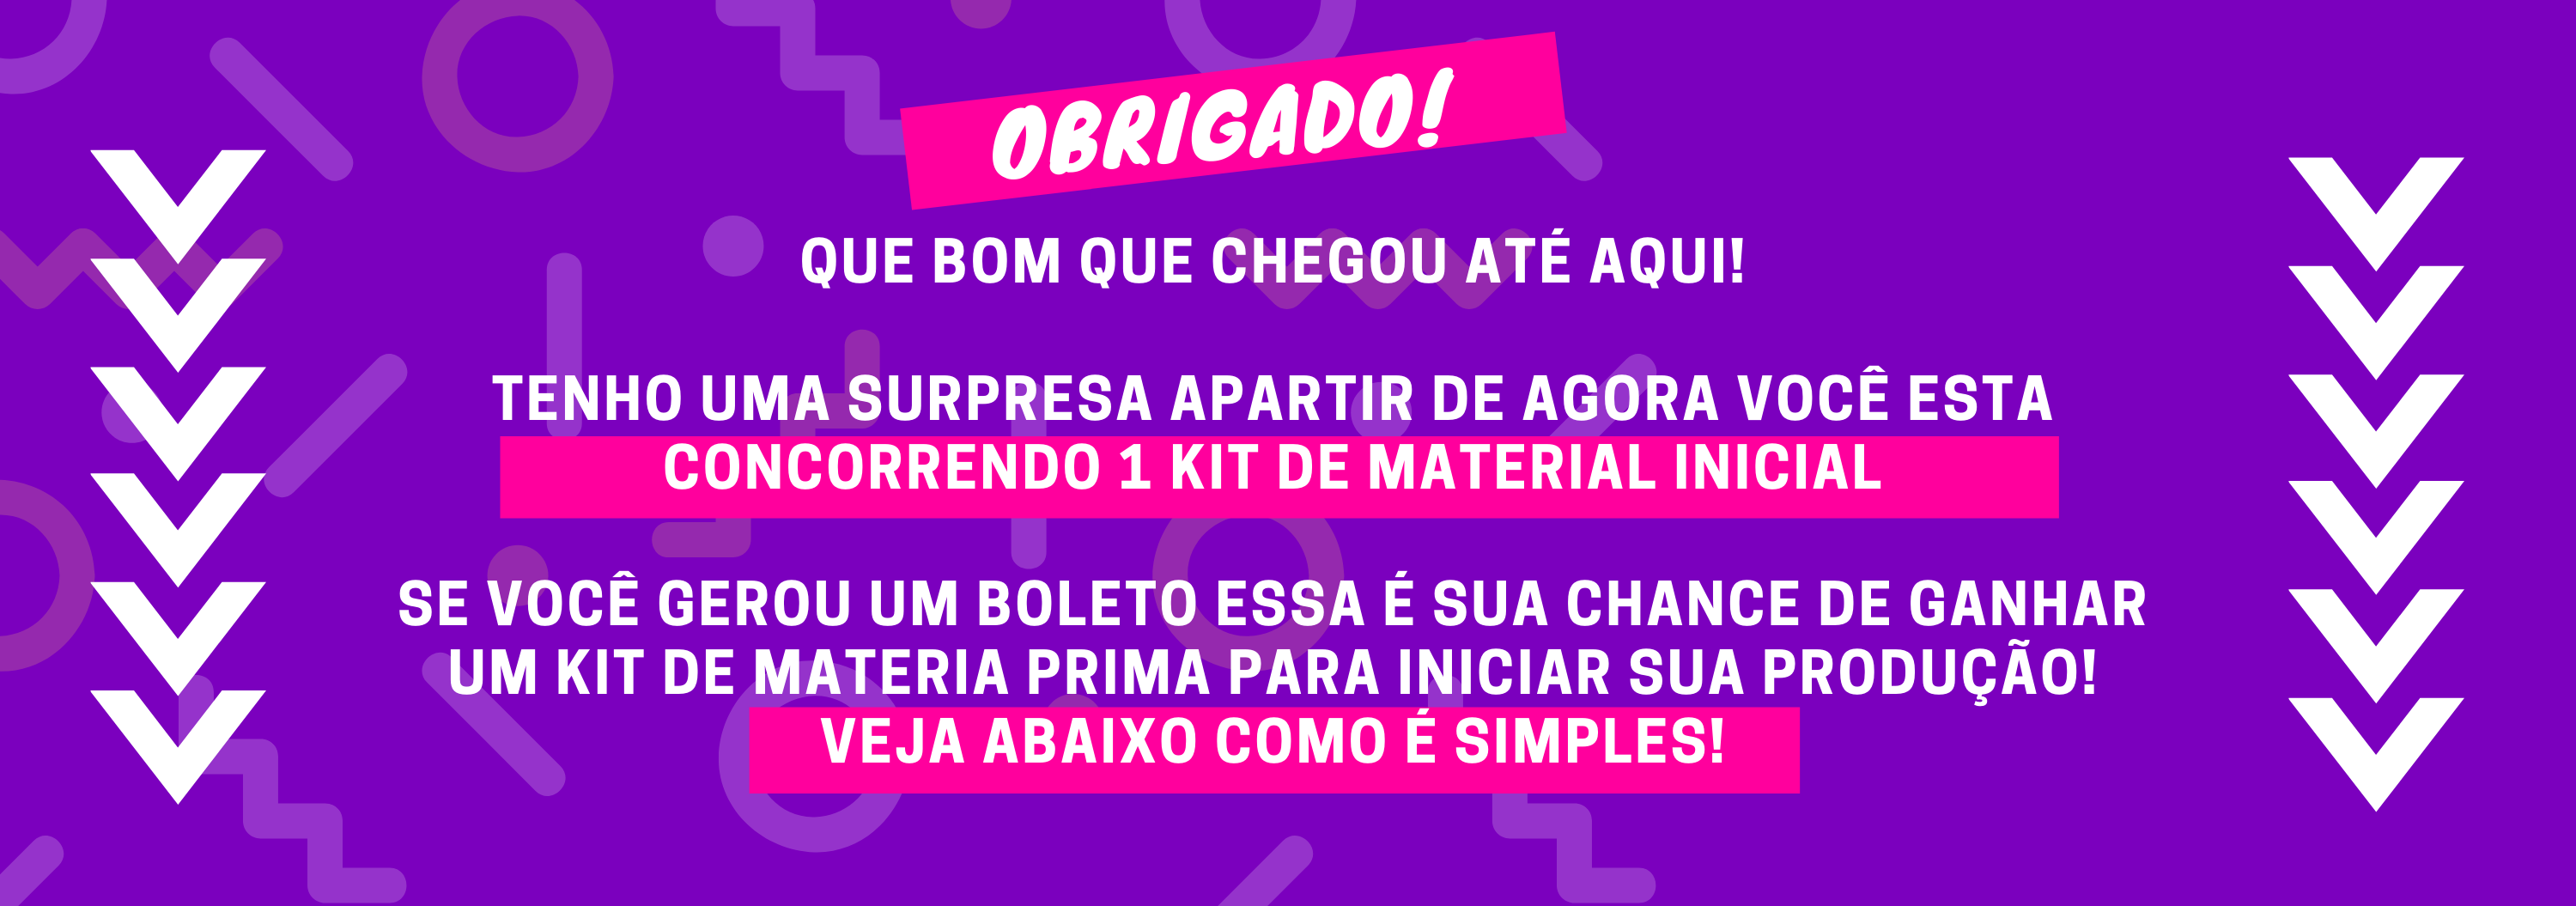 OBRIGADO!
QUE BOM QUE CHEGOU ATÉ AQUI!
TENHO UMA SURPRESA APARTIR DE AGORA VOCÊ ESTA
CONCORRENDO 1 KIT DE MATERIAL INICIAL
SE VOCÊ GEROU UM BOLETO ESSA É SUA CHANCE DE GANHAR
UM KIT DE MATERIA PRIMA PARA INICIAR SUA PRODUÇÃO!
VEJA ABAIXO COMO É SIMPLES!